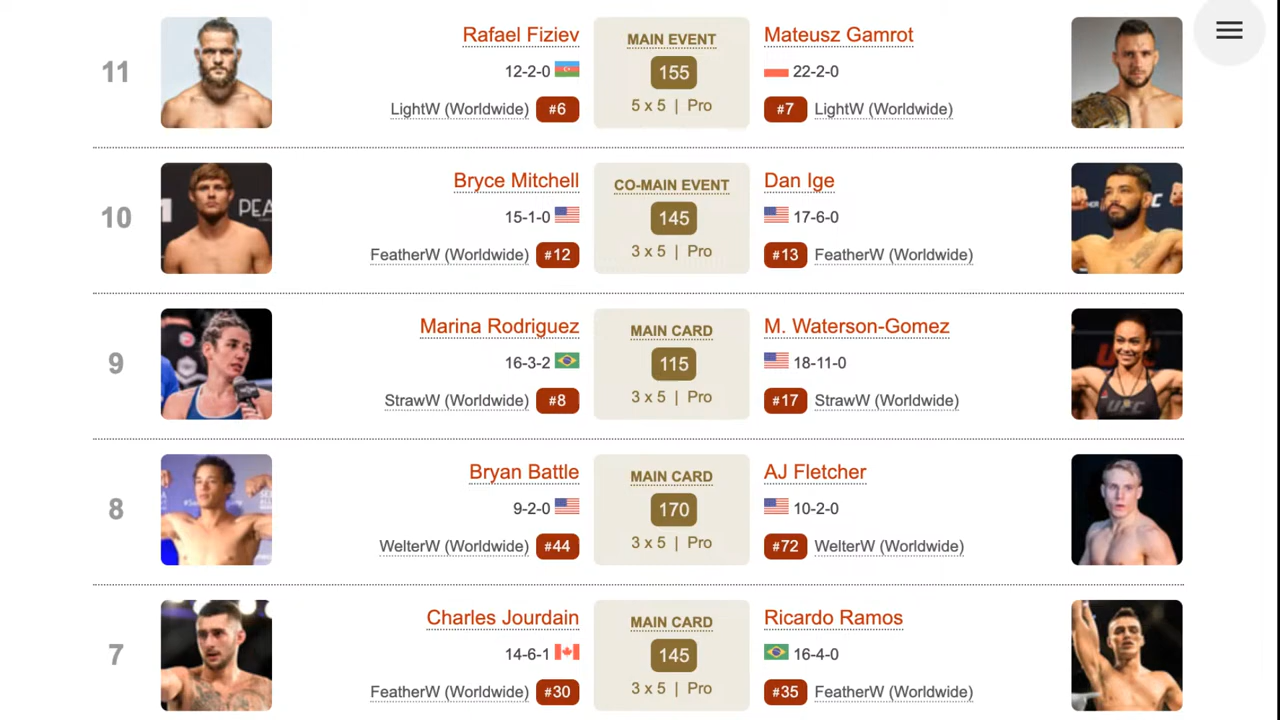 11
Rafael Fiziev
12-2-0
LightW (Worldwide) #6
MAIN EVENT
155
5 x 5 | Pro
Mateusz Gamrot
22-2-0
#7 LightW (Worldwide)
10
Bryce Mitchell
15-1-0
FeatherW (Worldwide) #12
CO-MAIN EVENT
145
3 x 5 | Pro
Dan Ige
17-6-0
#13 FeatherW (Worldwide)
9
Marina Rodriguez
16-3-2
StrawW (Worldwide) #8
MAIN CARD
115
3 x 5 | Pro
M. Waterson-Gomez
18-11-0
#17 StrawW (Worldwide)
8
Bryan Battle
9-2-0
WelterW (Worldwide) #44
MAIN CARD
170
3 x 5 | Pro
AJ Fletcher
10-2-0
#72 WelterW (Worldwide)
7
Charles Jourdain
14-6-1
FeatherW (Worldwide) #30
MAIN CARD
145
3 x 5 | Pro
Ricardo Ramos
16-4-0
#35 FeatherW (Worldwide)